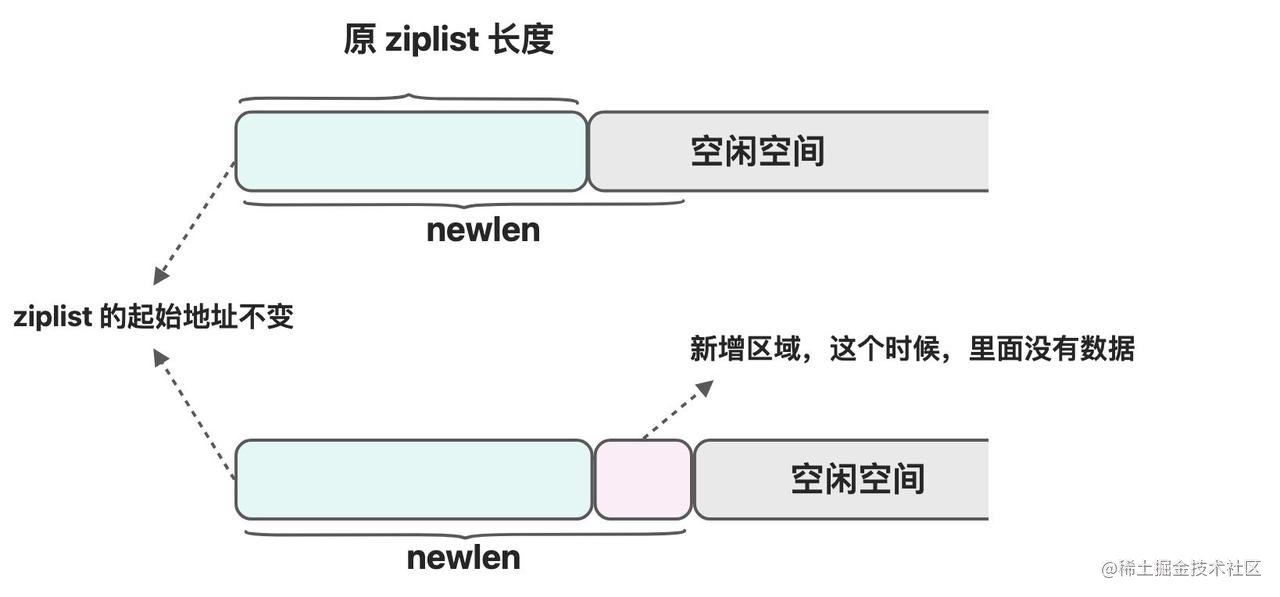 原 ziplist 长度
空闲空间
newlen
ziplist 的起始地址不变
新增区域，这个时候，里面没有数据
空闲空间
newlen
@稀土掘金技术社区